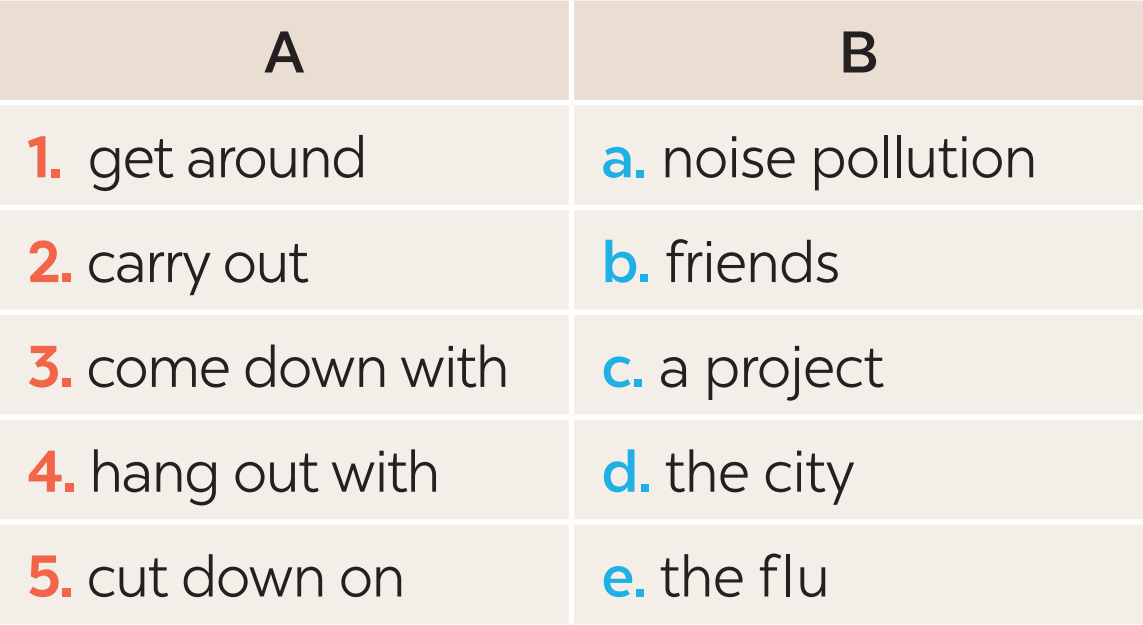 A B
1. get around a. noise pollution
2. carry out b. friends
3. come down with c. a project
4. hang out with d. the city
5. cut down on e. the flu